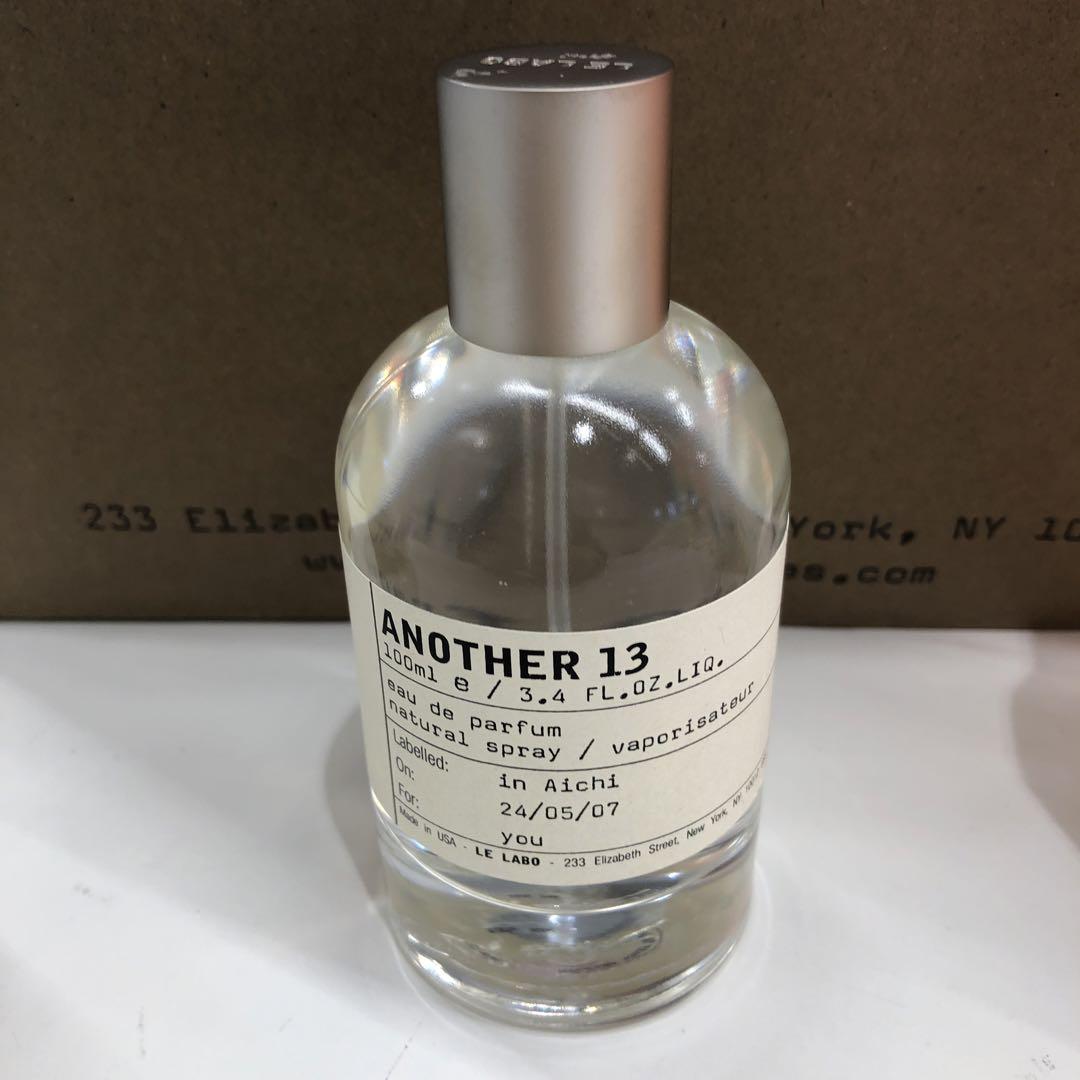 LE LABO
233 Elizab York, NY 10
es.com
ANOTHER 13
100ml e / 3.4 FL.OZ.LIQ.
eau de parfum
natural spray / vaporisateur
Labelled: in Aichi
On: 24/05/07
For: you
Made in USA - LE LABO - 233 Elizabeth Street, New York, NY